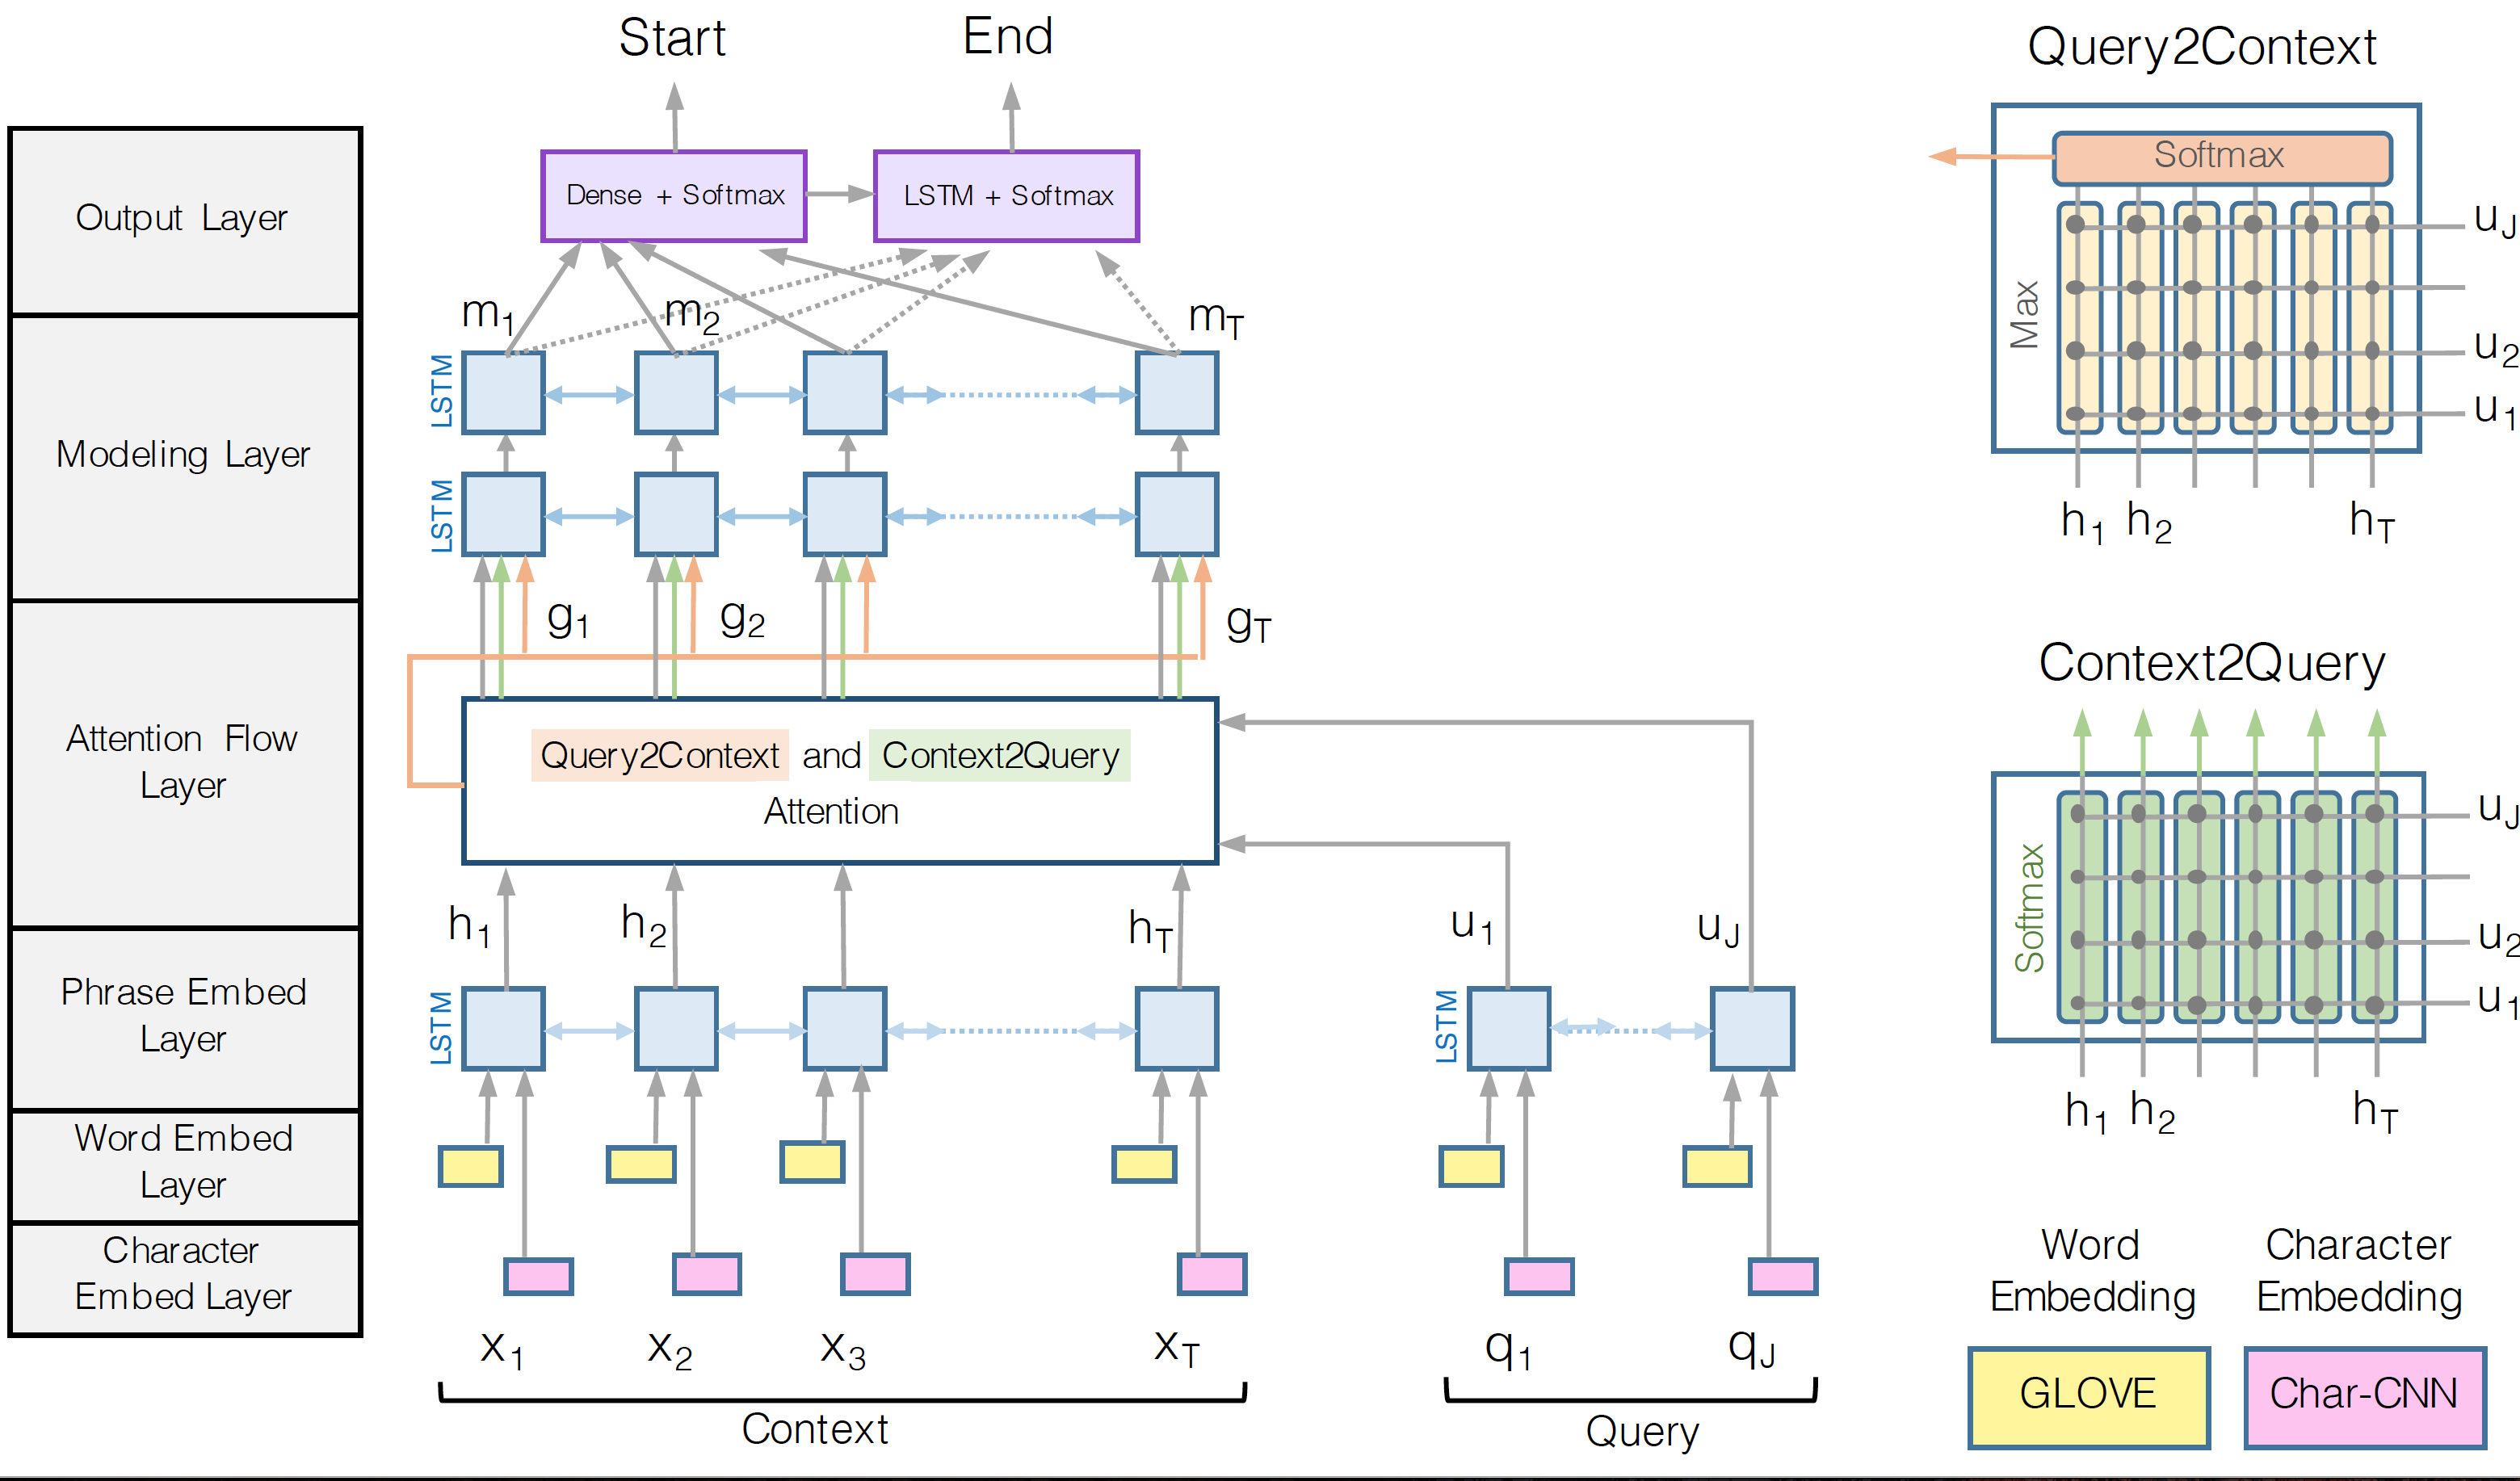 Start
End
Query2Context
Output Layer
Dense + Softmax
LSTM + Softmax
Softmax
Max
u_J
u_2
u_1
h_1
h_2
h_T
m_1
m_2
m_T
Modeling Layer
LSTM
LSTM
g_1
g_2
g_T
Attention Flow
Layer
Query2Context and Context2Query
Attention
Context2Query
Softmax
u_J
u_2
u_1
h_1
h_2
h_T
h_1
h_2
h_T
u_1
u_J
Phrase Embed
Layer
LSTM
LSTM
Word Embed
Layer
Character
Embed Layer
x_1
x_2
x_3
x_T
q_1
q_J
Context
Query
Word
Embedding
Character
Embedding
GLOVE
Char-CNN